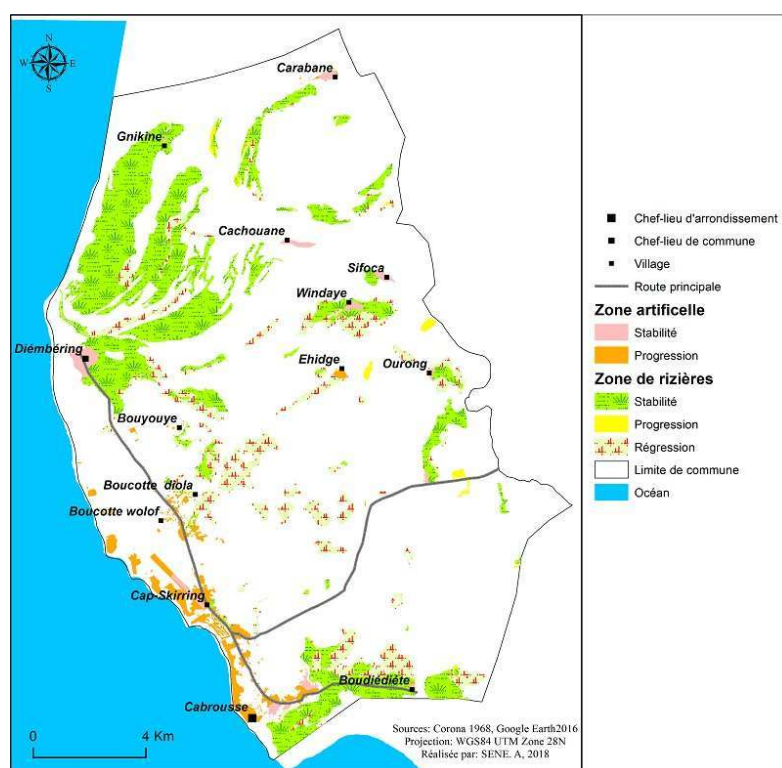 N
W E
S
Carabane
Gnikine
Cachouane
Sifoca
Windaye
Diémbéring
Ehidge
Ourong
Bouyouye
Boucotte diola
Boucotte wolof
Cap-Skirring
Boudiédiète
Cabrousse
0 4 Km
Sources: Corona 1968, Google Earth2016
Projection: WGS84 UTM Zone 28N
Réalisée par: SENE. A, 2018
Chef-lieu d'arrondissement
Chef-lieu de commune
Village
Route principale
Zone artificelle
Stabilité
Progression
Zone de rizières
Stabilité
Progression
Régression
Limite de commune
Océan